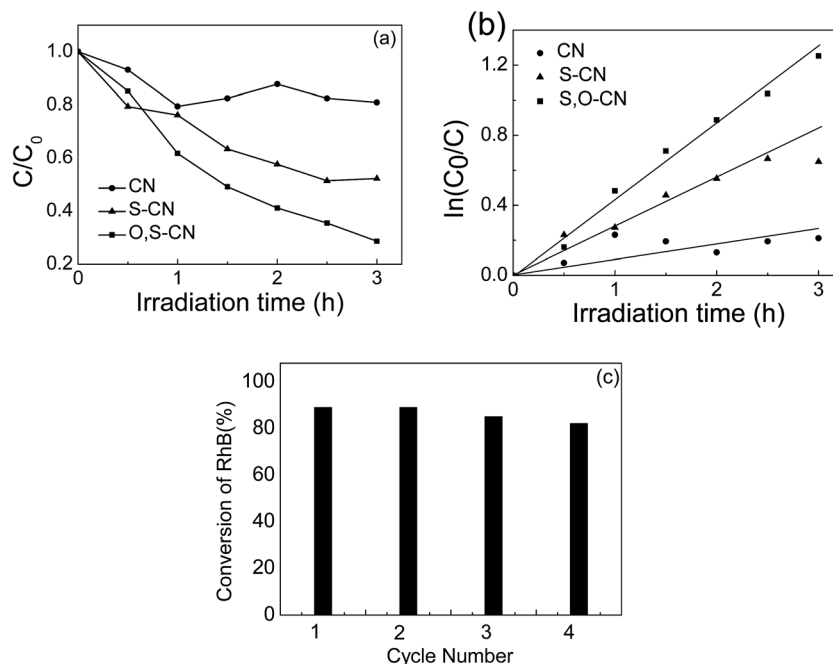 (a)
1.0
0.8
0.6
0.4
0.2
C/C0
CN
S-CN
O,S-CN
0 1 2 3
Irradiation time (h)
(b)
1.2
0.8
0.4
0.0
ln(C0/C)
CN
S-CN
S,O-CN
0 1 2 3
Irradiation time (h)
(c)
100
80
60
40
20
0
Conversion of RhB(%)
1 2 3 4
Cycle Number